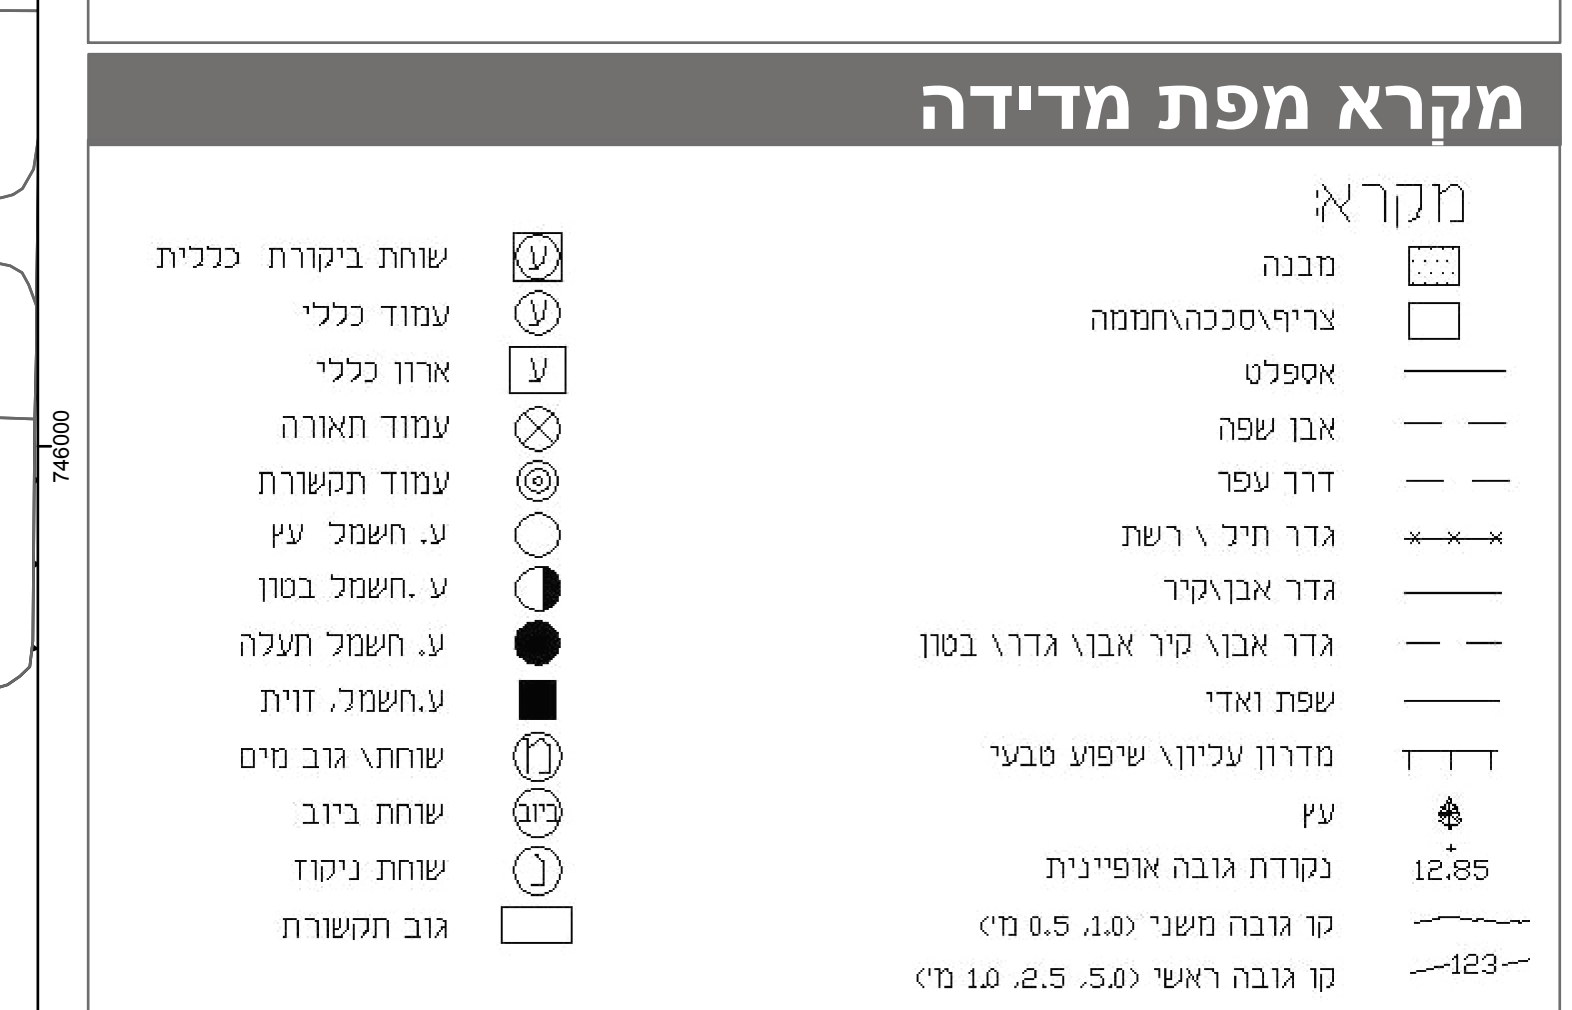 מקרא מפת מדידה
מקרא:
מבנה
צריף\סככה\חממה
אספלט
אבן שפה
דרך עפר
גדר תיל \ רשת
גדר אבן\קיר
גדר אבן\ קיר אבן\ גדר\ בטון
שפת ואדי
מדרון עליון\ שיפוע טבעי
עץ
נקודת גובה אופיינית
12.85
קו גובה משני (1.0, 0.5 מ')
קו גובה ראשי (5.0, 2.5, 1.0 מ')
123
ע שוחת ביקורת כללית
ע עמוד כללי
ע ארון כללי
עמוד תאורה
עמוד תקשורת
ע. חשמל עץ
ע .חשמל בטון
ע. חשמל תעלה
ע.חשמל, זוית
מ שוחת\ גוב מים
ביוב שוחת ביוב
נ שוחת ניקוז
גוב תקשורת
746000